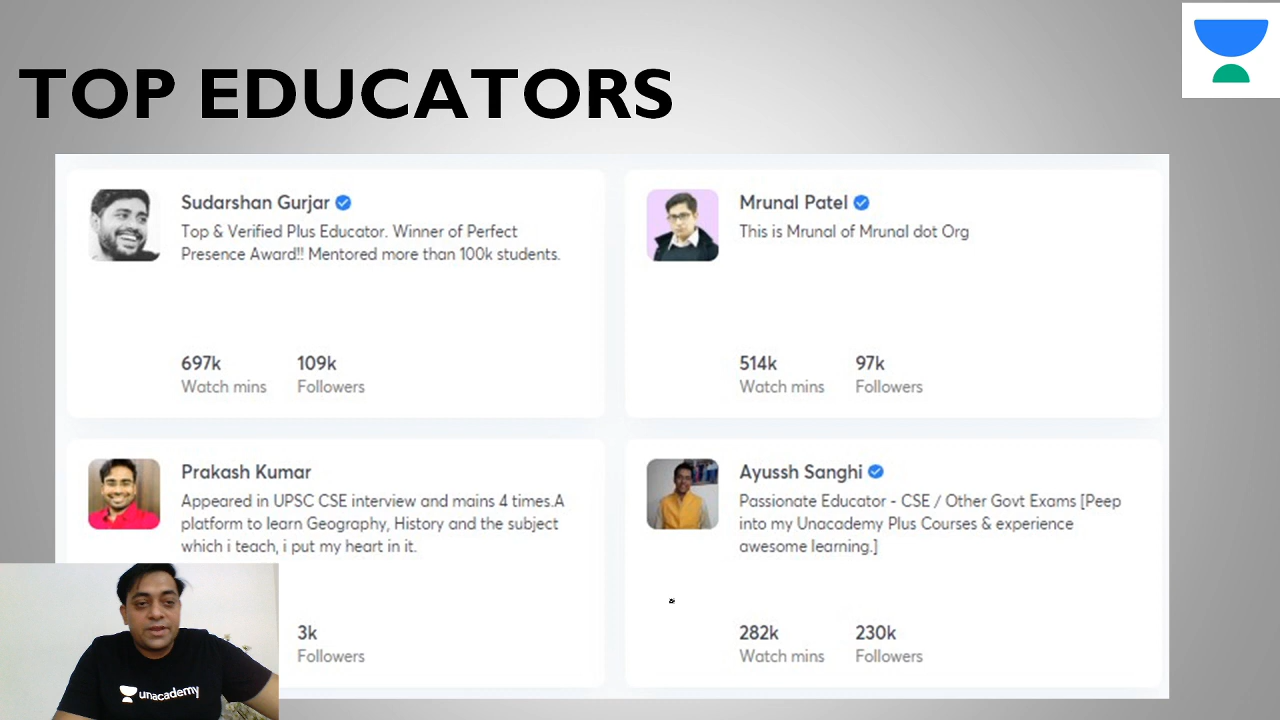 TOP EDUCATORS
Sudarshan Gurjar
Top & Verified Plus Educator. Winner of Perfect
Presence Award!! Mentored more than 100k students.
697k 109k
Watch mins Followers
Mrunal Patel
This is Mrunal of Mrunal dot Org
514k 97k
Watch mins Followers
Prakash Kumar
Appeared in UPSC CSE interview and mains 4 times.A
platform to learn Geography, History and the subject
which i teach, i put my heart in it.
3k
Followers
Ayussh Sanghi
Passionate Educator - CSE / Other Govt Exams [Peep
into my Unacademy Plus Courses & experience
awesome learning.]
282k 230k
Watch mins Followers
unacademy